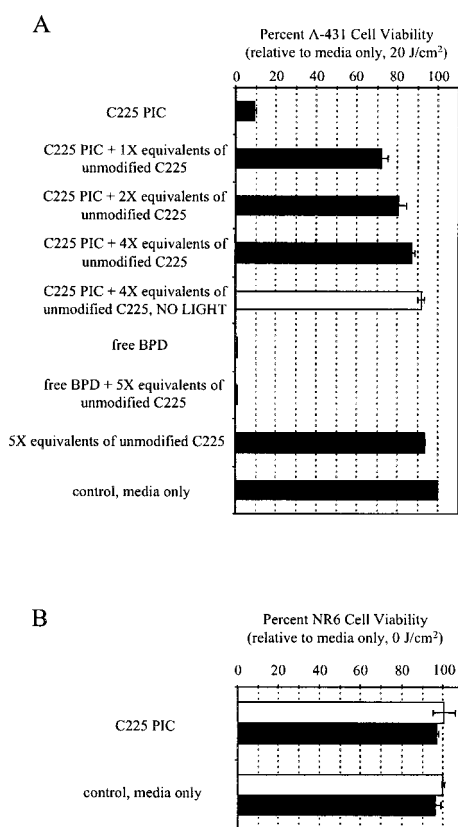 A
Percent A-431 Cell Viability
(relative to media only, 20 J/cm²)
0 20 40 60 80 100
C225 PIC
C225 PIC + 1X equivalents of
unmodified C225
C225 PIC + 2X equivalents of
unmodified C225
C225 PIC + 4X equivalents of
unmodified C225
C225 PIC + 4X equivalents of
unmodified C225, NO LIGHT
free BPD
free BPD + 5X equivalents of
unmodified C225
5X equivalents of unmodified C225
control, media only
B
Percent NR6 Cell Viability
(relative to media only, 0 J/cm²)
0 20 40 60 80 100
C225 PIC
control, media only